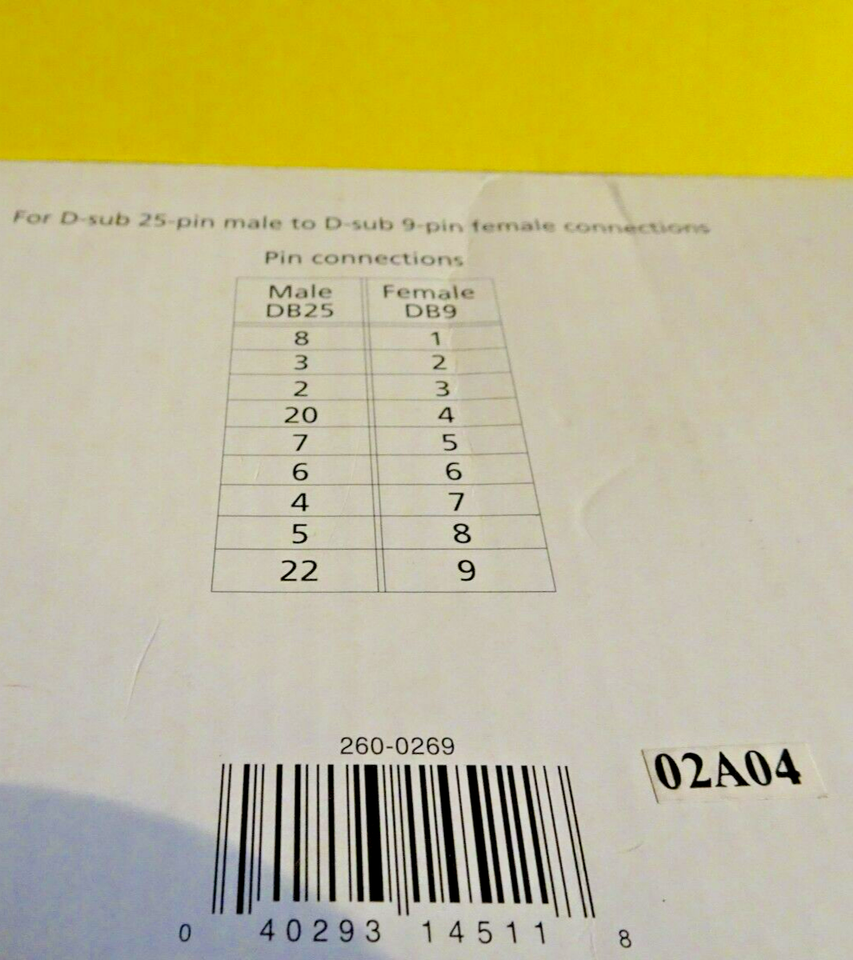 For D-sub 25-pin male to D-sub 9-pin female connections
Pin connections
Male Female
DB25 DB9
8 1
3 2
2 3
20 4
7 5
6 6
4 7
5 8
22 9
260-0269
02A04
0 40293 14511 8